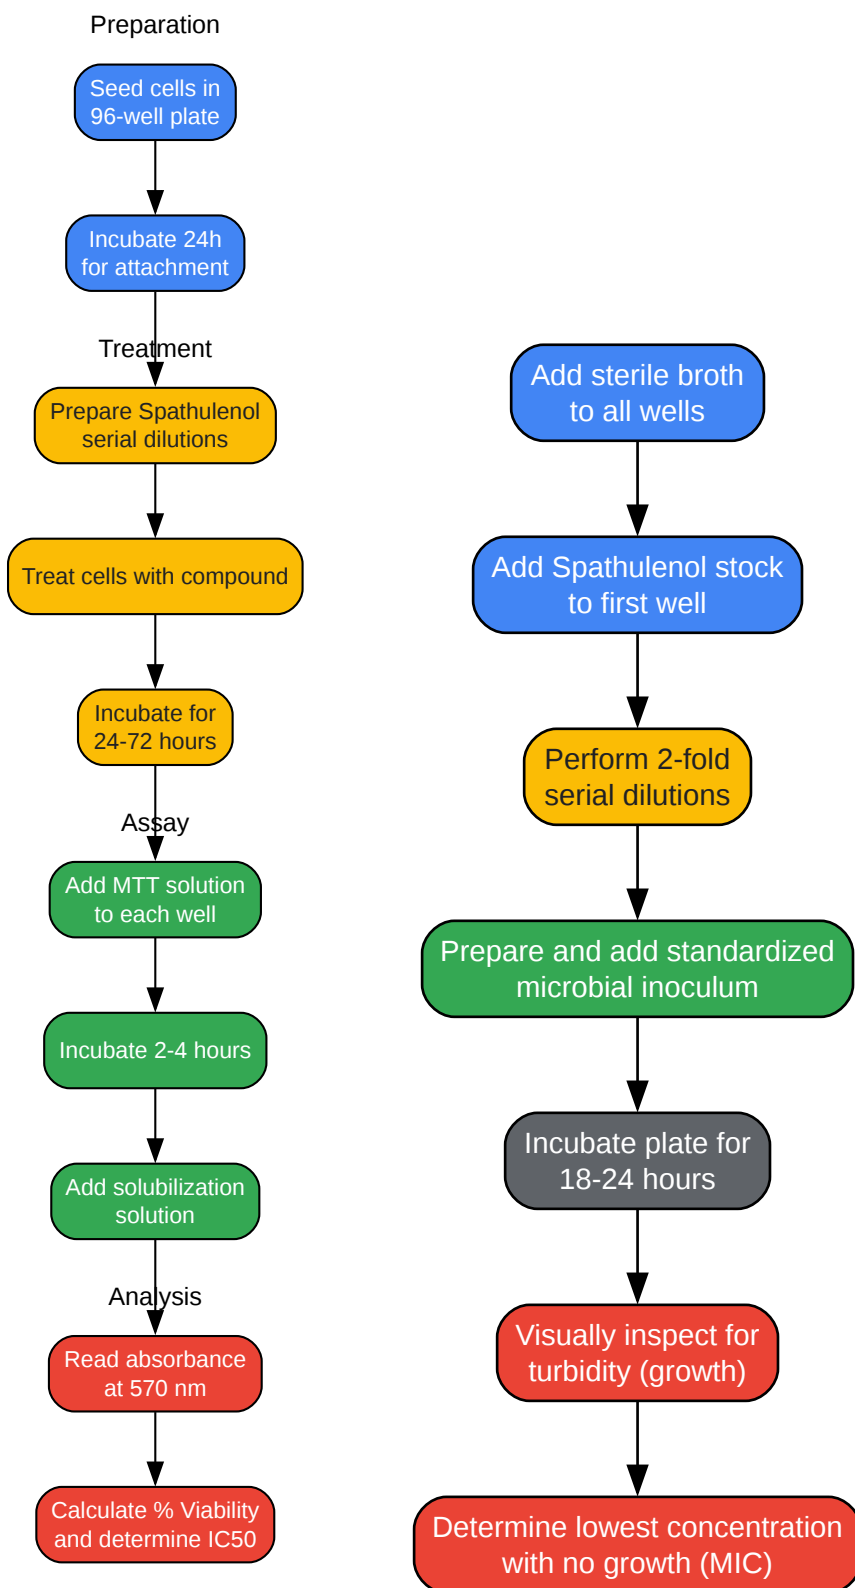 Preparation
Seed cells in
96-well plate
Incubate 24h
for attachment
Treatment
Prepare Spathulenol
serial dilutions
Treat cells with compound
Incubate for
24-72 hours
Assay
Add MTT solution
to each well
Incubate 2-4 hours
Add solubilization
solution
Analysis
Read absorbance
at 570 nm
Calculate % Viability
and determine IC50
Add sterile broth
to all wells
Add Spathulenol stock
to first well
Perform 2-fold
serial dilutions
Prepare and add standardized
microbial inoculum
Incubate plate for
18-24 hours
Visually inspect for
turbidity (growth)
Determine lowest concentration
with no growth (MIC)